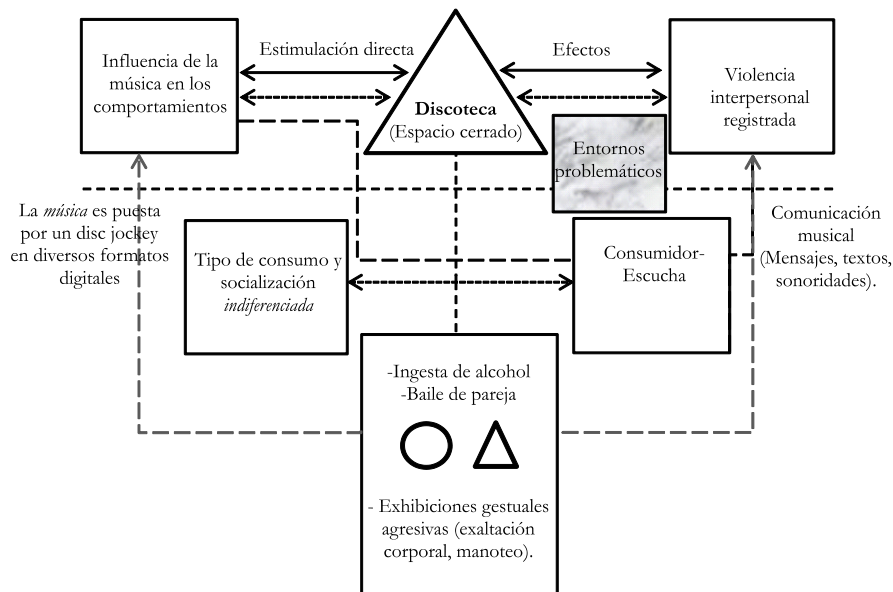 Influencia de la
música en los
comportamientos
Estimulación directa
Discoteca
(Espacio cerrado)
Efectos
Violencia
interpersonal
registrada
Entornos
problemáticos
La música es puesta
por un disc jockey
en diversos formatos
digitales
Tipo de consumo y
socialización
indiferenciada
Consumidor-
Escucha
Comunicación
musical
(Mensajes, textos,
sonoridades).
-Ingesta de alcohol
-Baile de pareja
- Exhibiciones gestuales
agresivas (exaltación
corporal, manoteo).